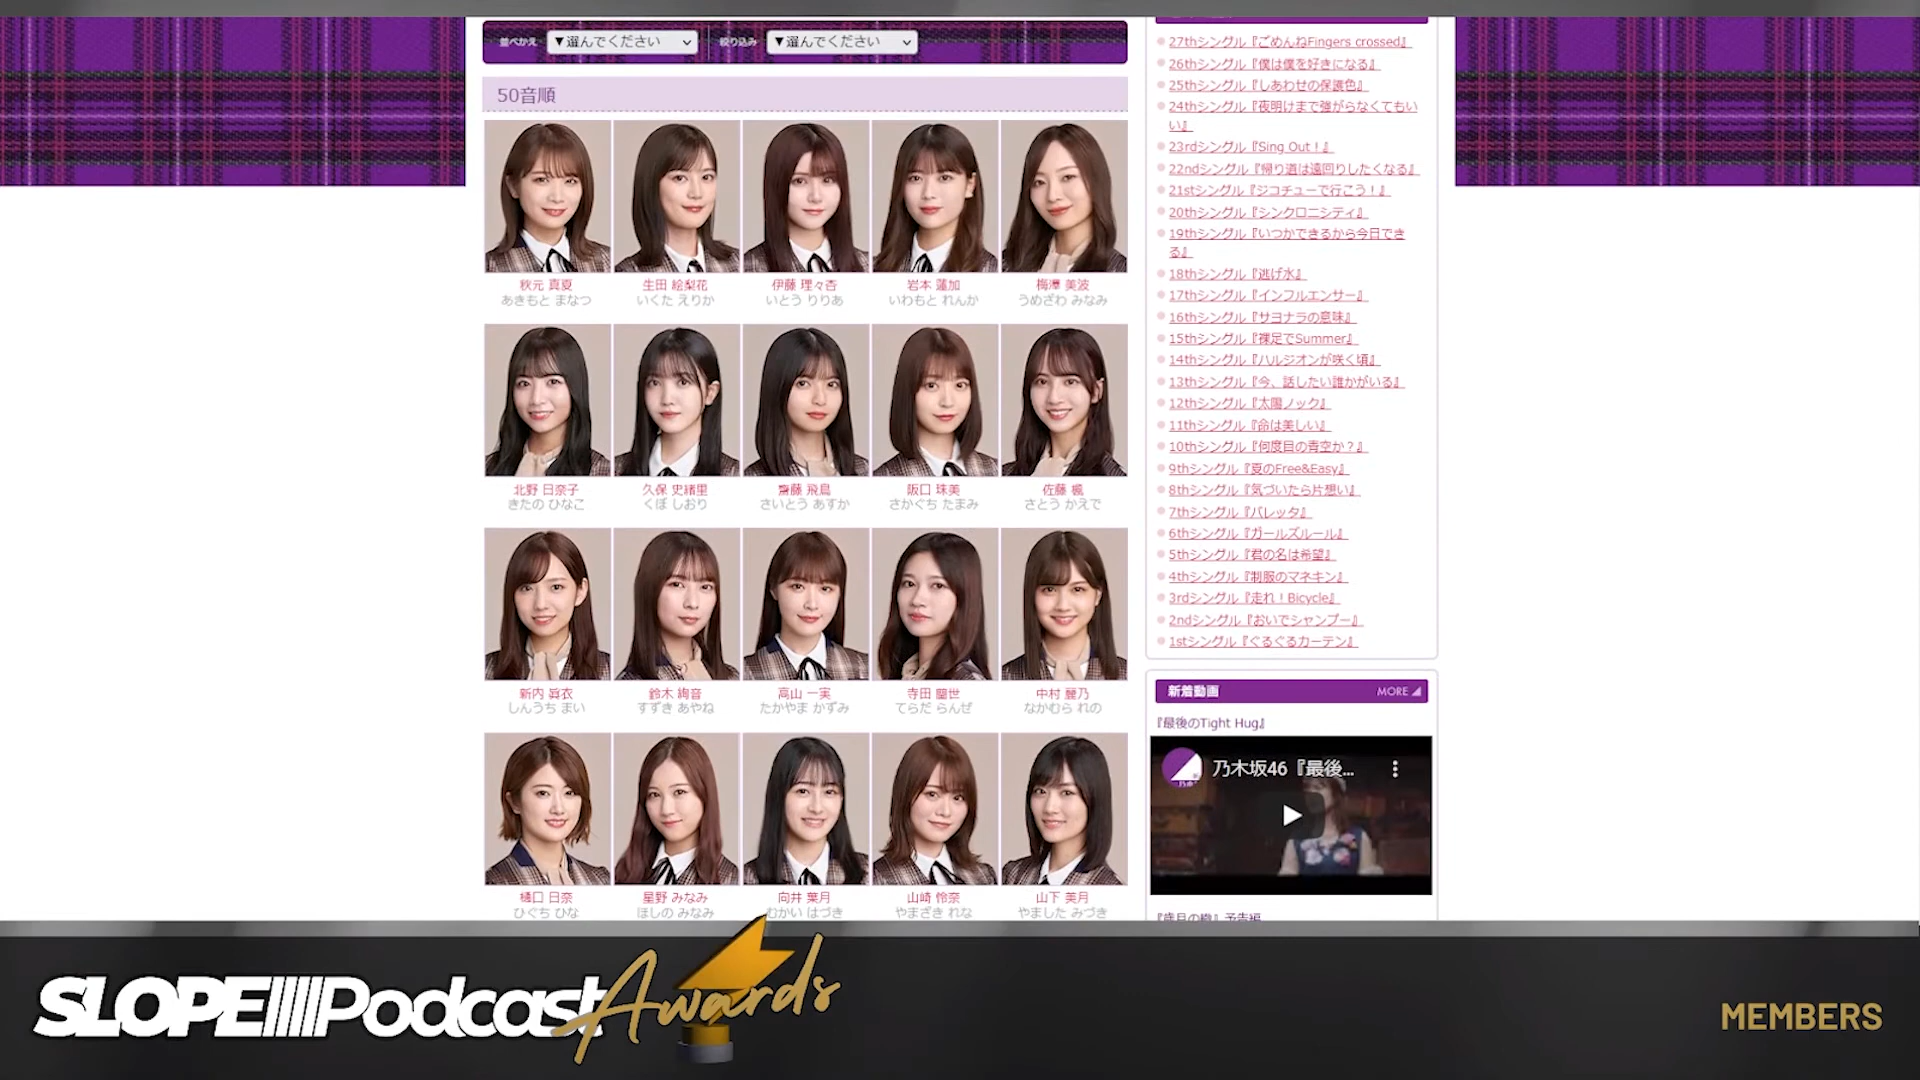 並べかえ ▼選んでください 絞り込み ▼選んでください
50音順
秋元 真夏 生田 絵梨花 伊藤 理々杏 岩本 蓮加 梅澤 美波
あきもと まなつ いくた えりか いとう りりあ いわもと れんか うめざわ みなみ
北野 日奈子 久保 史緒里 齋藤 飛鳥 阪口 珠美 佐藤 楓
きたの ひなこ くぼ しおり さいとう あすか さかぐち たまみ さとう かえで
新内 眞衣 鈴木 絢音 高山 一実 寺田 蘭世 中村 麗乃
しんうち まい すずき あやね たかやま かずみ てらだ らんぜ なかむら れの
樋口 日奈 星野 みなみ 向井 葉月 山崎 怜奈 山下 美月
ひぐち ひな ほしの みなみ むかい はづき やまざき れな やました みづき
27thシングル『ごめんねFingers crossed』
26thシングル『僕は僕を好きになる』
25thシングル『しあわせの保護色』
24thシングル『夜明けまで強がらなくてもい
い』
23rdシングル『Sing Out！』
22ndシングル『帰り道は遠回りしたくなる』
21stシングル『ジコチューで行こう！』
20thシングル『シンクロニシティ』
19thシングル『いつかできるから今日でき
る』
18thシングル『逃げ水』
17thシングル『インフルエンサー』
16thシングル『サヨナラの意味』
15thシングル『裸足でSummer』
14thシングル『ハルジオンが咲く頃』
13thシングル『今、話したい誰かがいる』
12thシングル『太陽ノック』
11thシングル『命は美しい』
10thシングル『何度目の青空か？』
9thシングル『夏のFree&Easy』
8thシングル『気づいたら片想い』
7thシングル『バレッタ』
6thシングル『ガールズルール』
5thシングル『君の名は希望』
4thシングル『制服のマネキン』
3rdシングル『走れ！Bicycle』
2ndシングル『おいでシャンプー』
1stシングル『ぐるぐるカーテン』
新着動画 MORE
『最後のTight Hug』
乃木坂46『最後...
『歳月の轍』予告編
SLOPE Podcast Awards
MEMBERS